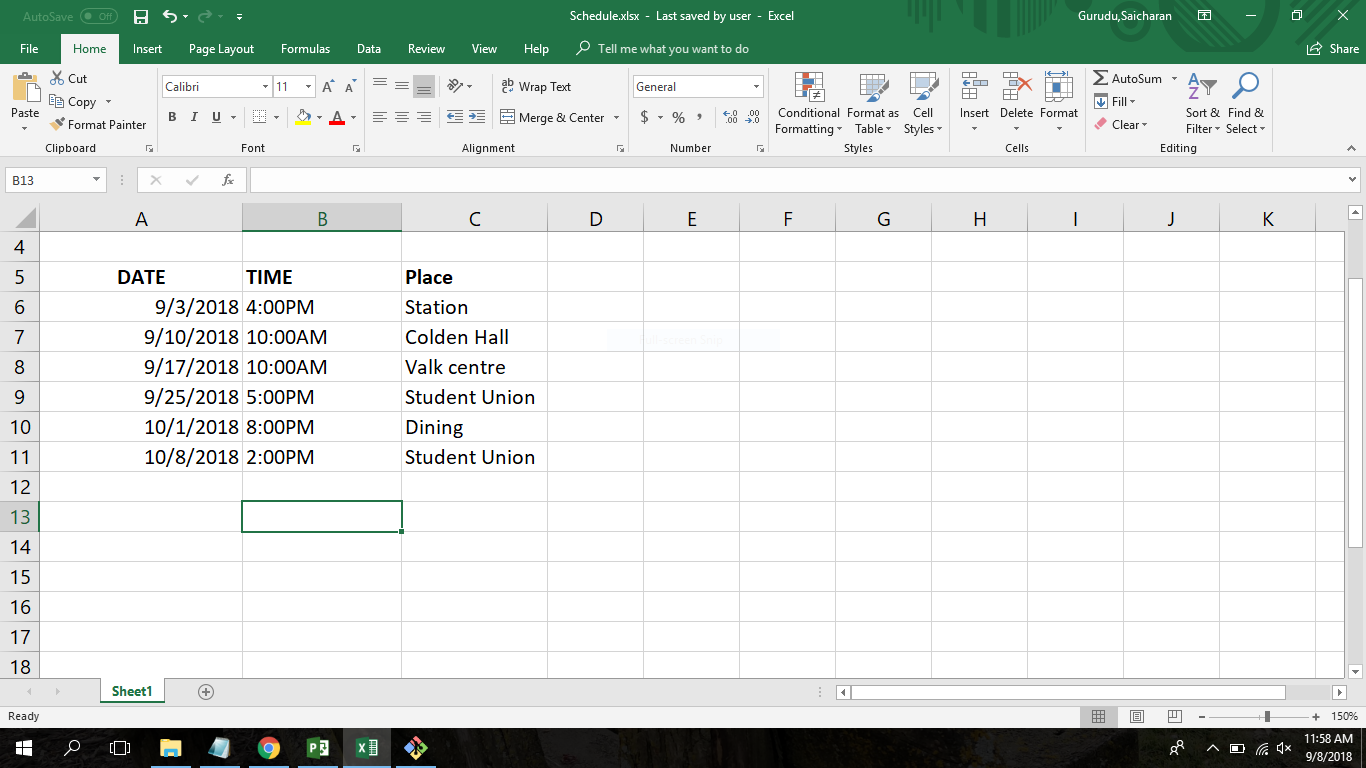 AutoSave Off Schedule.xlsx - Last saved by user - Excel Gurudu,Saicharan
File Home Insert Page Layout Formulas Data Review View Help Tell me what you want to do Share
Paste Cut Copy Format Painter Clipboard
Calibri 11 A A B I U A Font
ab Wrap Text Merge & Center Alignment
General $ % , .00 .0 Number
Conditional Formatting Format as Table Cell Styles Styles
Insert Delete Format Cells
AutoSum Fill Clear Sort & Filter Find & Select Editing
B13 fx
A B C D E F G H I J K
4
5 DATE TIME Place
6 9/3/2018 4:00PM Station
7 9/10/2018 10:00AM Colden Hall
8 9/17/2018 10:00AM Valk centre
9 9/25/2018 5:00PM Student Union
10 10/1/2018 8:00PM Dining
11 10/8/2018 2:00PM Student Union
12
13
14
15
16
17
18
Sheet1
Ready 150%
11:58 AM
9/8/2018